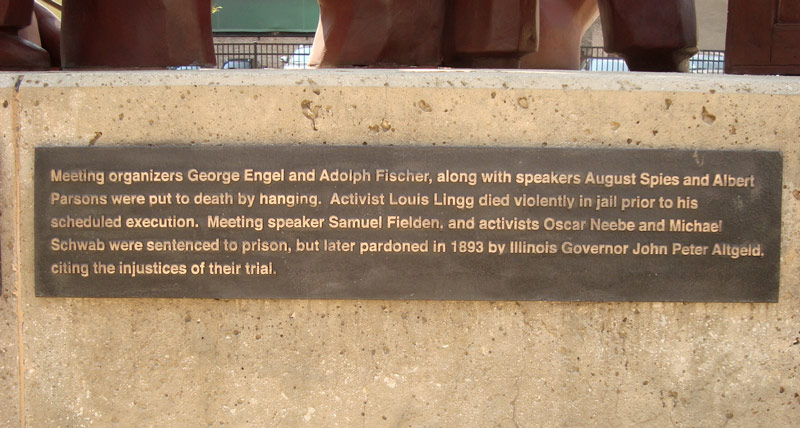 Meeting organizers George Engel and Adolph Fischer, along with speakers August Spies and Albert
Parsons were put to death by hanging. Activist Louis Lingg died violently in jail prior to his
scheduled execution. Meeting speaker Samuel Fielden, and activists Oscar Neebe and Michael
Schwab were sentenced to prison, but later pardoned in 1893 by Illinois Governor John Peter Altgeld,
citing the injustices of their trial.